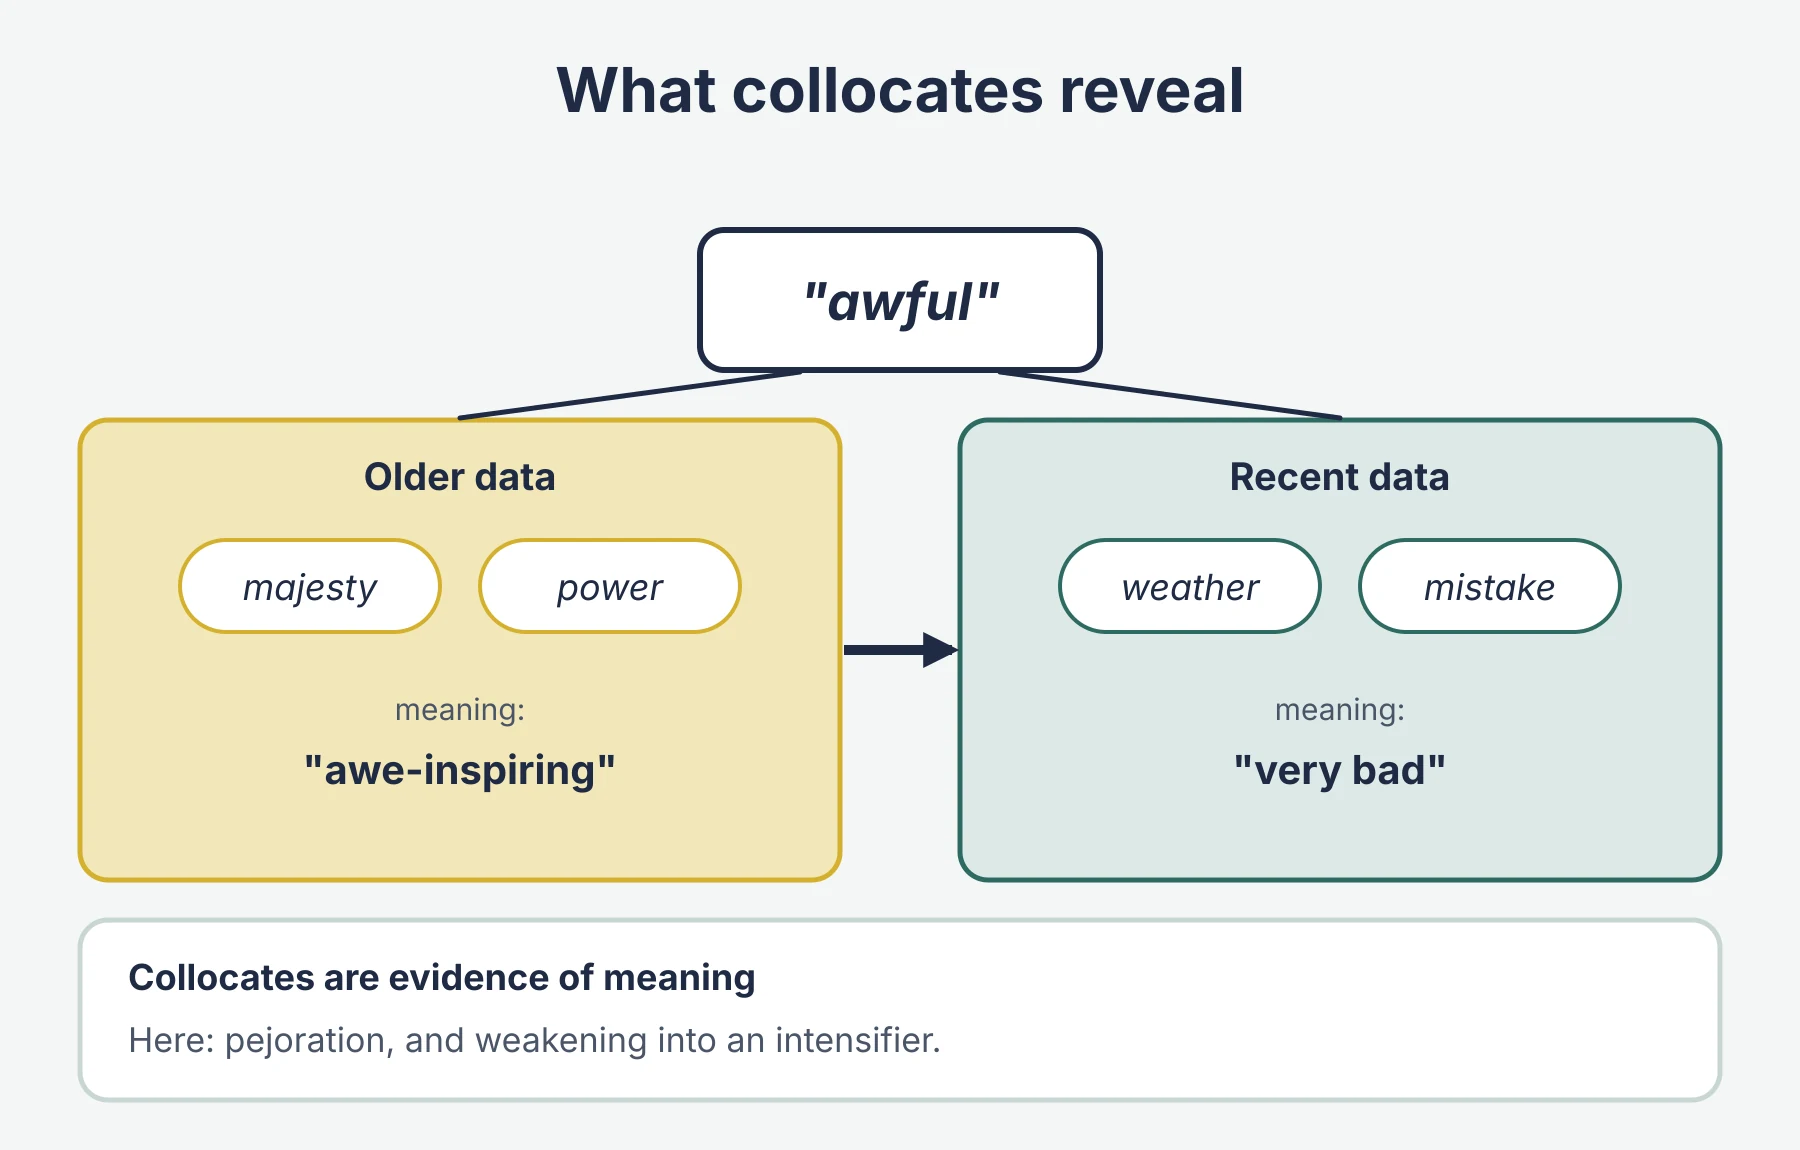 What collocates reveal
"awful"
Older data
majesty
power
meaning:
"awe-inspiring"
Recent data
weather
mistake
meaning:
"very bad"
Collocates are evidence of meaning
Here: pejoration, and weakening into an intensifier.